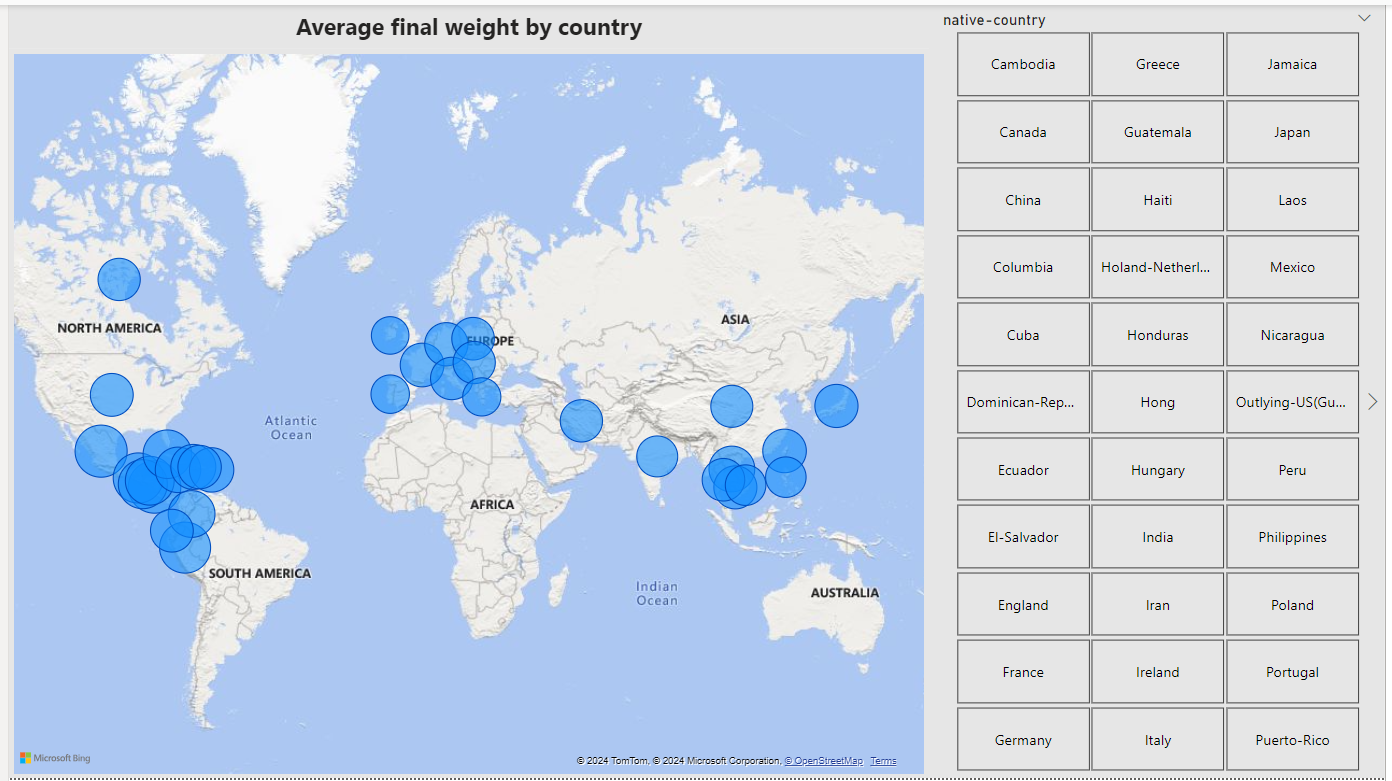 Average final weight by country
native-country
Cambodia
Greece
Jamaica
Canada
Guatemala
Japan
China
Haiti
Laos
Columbia
Holand-Netherl...
Mexico
Cuba
Honduras
Nicaragua
Dominican-Rep...
Hong
Outlying-US(Gu...
Ecuador
Hungary
Peru
El-Salvador
India
Philippines
England
Iran
Poland
France
Ireland
Portugal
Germany
Italy
Puerto-Rico
NORTH AMERICA
ASIA
EUROPE
Atlantic
Ocean
AFRICA
SOUTH AMERICA
Indian
Ocean
AUSTRALIA
Microsoft Bing
© 2024 TomTom, © 2024 Microsoft Corporation, © OpenStreetMap Terms